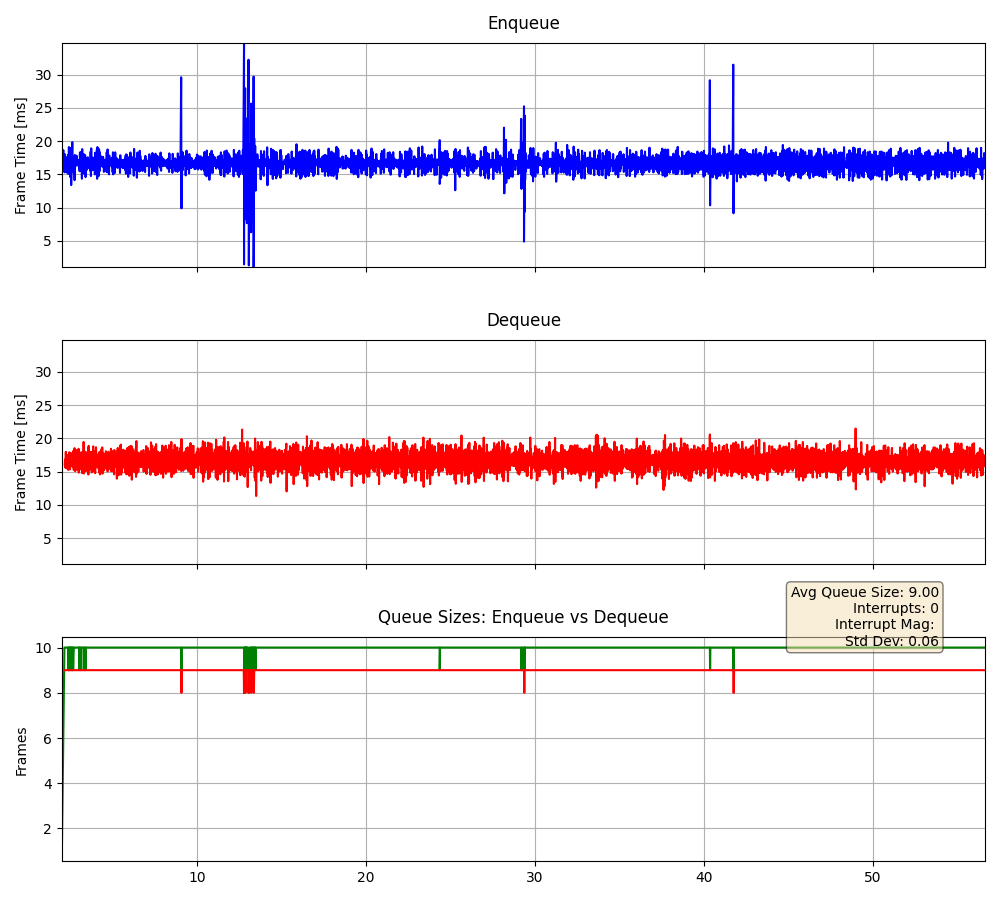 Enqueue
Frame Time [ms]
30
25
20
15
10
5
Dequeue
Frame Time [ms]
30
25
20
15
10
5
Avg Queue Size: 9.00
Interrupts: 0
Interrupt Mag:
Std Dev: 0.06
Queue Sizes: Enqueue vs Dequeue
Frames
10
8
6
4
2
10 20 30 40 50